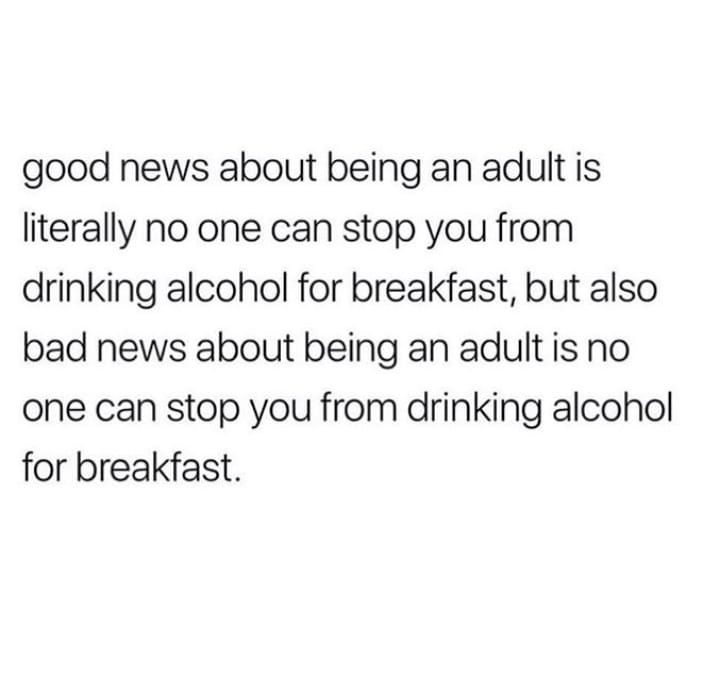 good news about being an adult is
literally no one can stop you from
drinking alcohol for breakfast, but also
bad news about being an adult is no
one can stop you from drinking alcohol
for breakfast.